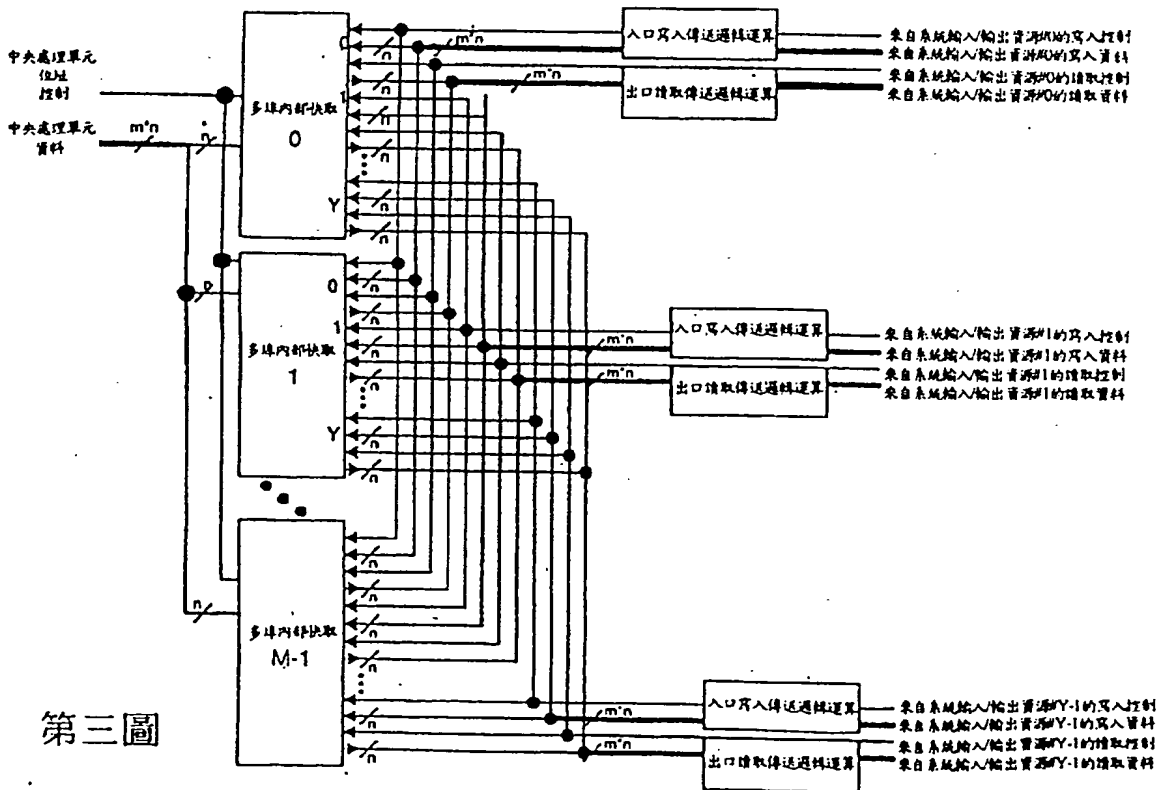 中央處理單元
位址
控制
中央處理單元
資料
m*n
n
多埠內部快取
0
0
n
1
n
n
n
Y
n
n
m*n
m*n
入口寫入傳送邏輯運算
出口讀取傳送邏輯運算
來自系統輸入/輸出資源#0的寫入控制
來自系統輸入/輸出資源#0的寫入資料
來自系統輸入/輸出資源#0的讀取控制
來自系統輸入/輸出資源#0的讀取資料
多埠內部快取
1
0
n
n
1
n
n
Y
n
n
m*n
m*n
入口寫入傳送邏輯運算
出口讀取傳送邏輯運算
來自系統輸入/輸出資源#1的寫入控制
來自系統輸入/輸出資源#1的寫入資料
來自系統輸入/輸出資源#1的讀取控制
來自系統輸入/輸出資源#1的讀取資料
n
多埠內部快取
M-1
n
n
n
n
n
n
m*n
m*n
入口寫入傳送邏輯運算
出口讀取傳送邏輯運算
來自系統輸入/輸出資源#Y-1的寫入控制
來自系統輸入/輸出資源#Y-1的寫入資料
來自系統輸入/輸出資源#Y-1的讀取控制
來自系統輸入/輸出資源#Y-1的讀取資料
第三圖